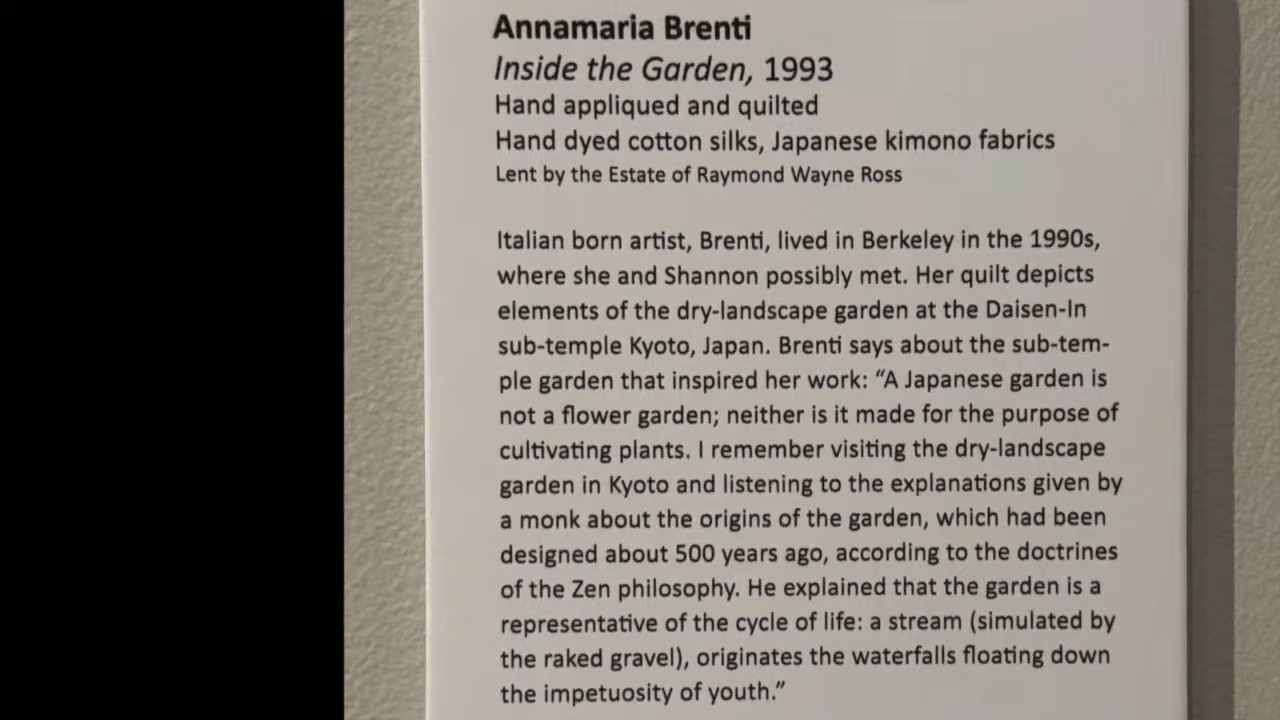 Annamaria Brenti
Inside the Garden, 1993
Hand appliqued and quilted
Hand dyed cotton silks, Japanese kimono fabrics
Lent by the Estate of Raymond Wayne Ross
Italian born artist, Brenti, lived in Berkeley in the 1990s,
where she and Shannon possibly met. Her quilt depicts
elements of the dry-landscape garden at the Daisen-In
sub-temple Kyoto, Japan. Brenti says about the sub-tem-
ple garden that inspired her work: “A Japanese garden is
not a flower garden; neither is it made for the purpose of
cultivating plants. I remember visiting the dry-landscape
garden in Kyoto and listening to the explanations given by
a monk about the origins of the garden, which had been
designed about 500 years ago, according to the doctrines
of the Zen philosophy. He explained that the garden is a
representative of the cycle of life: a stream (simulated by
the raked gravel), originates the waterfalls floating down
the impetuosity of youth.”